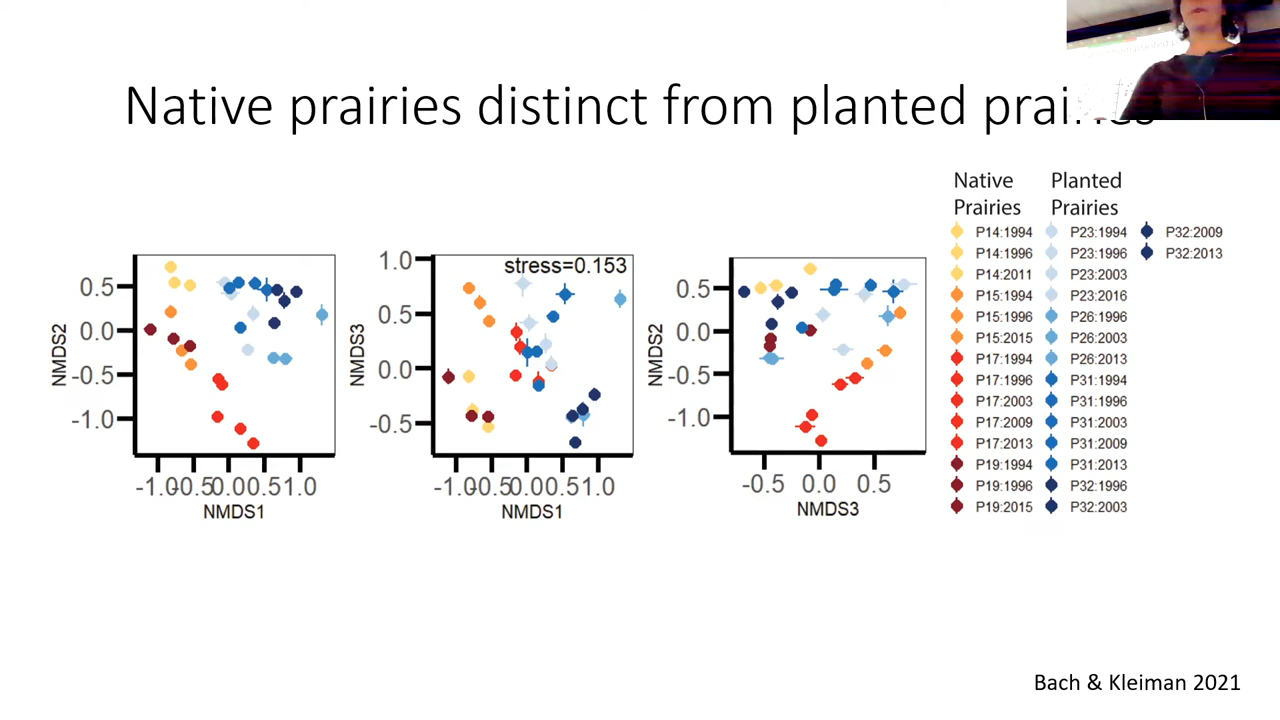 Native prairies distinct from planted prairies
Native Prairies
Planted Prairies
P14:1994
P14:1996
P14:2011
P15:1994
P15:1996
P15:2015
P17:1994
P17:1996
P17:2003
P17:2009
P17:2013
P19:1994
P19:1996
P19:2015
P23:1994
P23:1996
P23:2003
P23:2016
P26:1996
P26:2003
P26:2013
P31:1994
P31:1996
P31:2003
P31:2009
P31:2013
P32:1996
P32:2003
P32:2009
P32:2013
NMDS2
0.5
0.0
-0.5
-1.0
-1.0 -0.5 0.0 0.5 1.0
NMDS1
stress=0.153
NMDS3
1.0
0.5
0.0
-0.5
-1.0 -0.5 0.0 0.5 1.0
NMDS1
NMDS2
0.5
0.0
-0.5
-1.0
-0.5 0.0 0.5
NMDS3
Bach & Kleiman 2021